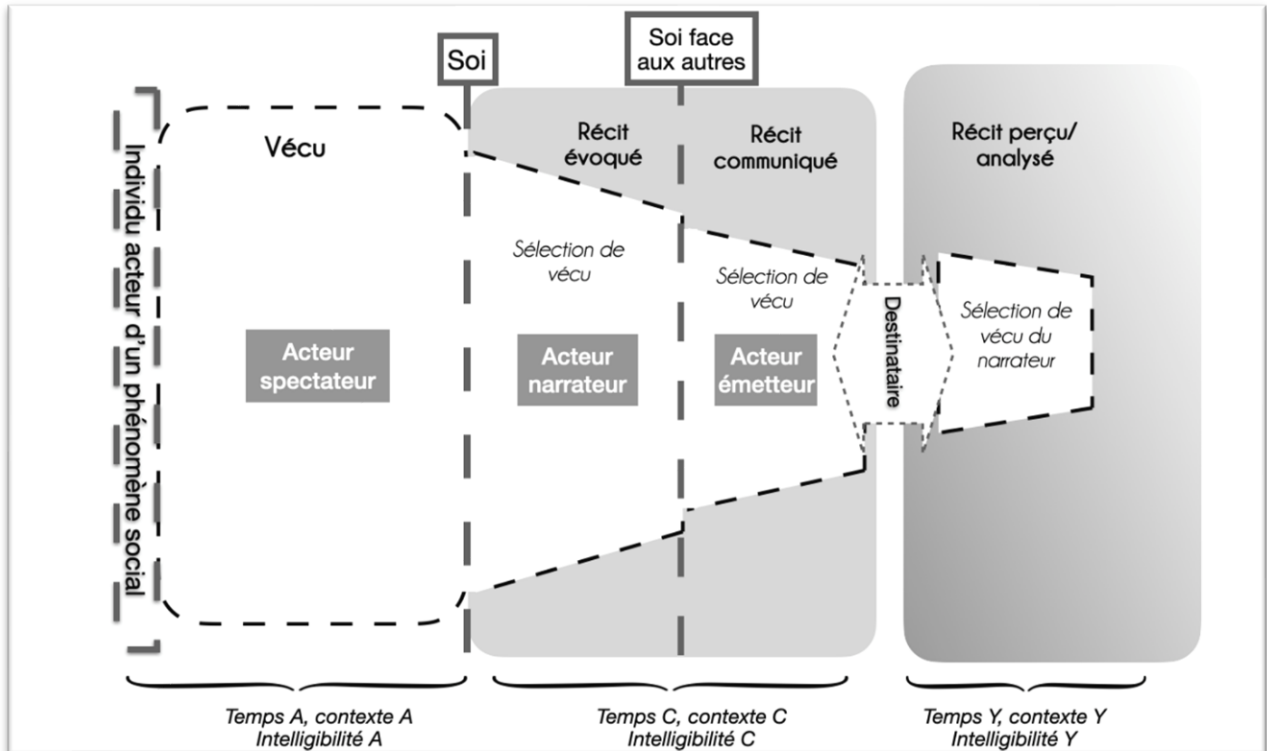 Soi
Soi face
aux autres
Individu acteur d'un phénomène social
Vécu
Récit
évoqué
Récit
communiqué
Récit perçu/
analysé
Sélection de
vécu
Sélection de
vécu
Sélection de
vécu du
narrateur
Acteur
spectateur
Acteur
narrateur
Acteur
émetteur
Destinataire
Temps A, contexte A
Intelligibilité A
Temps C, contexte C
Intelligibilité C
Temps Y, contexte Y
Intelligibilité Y